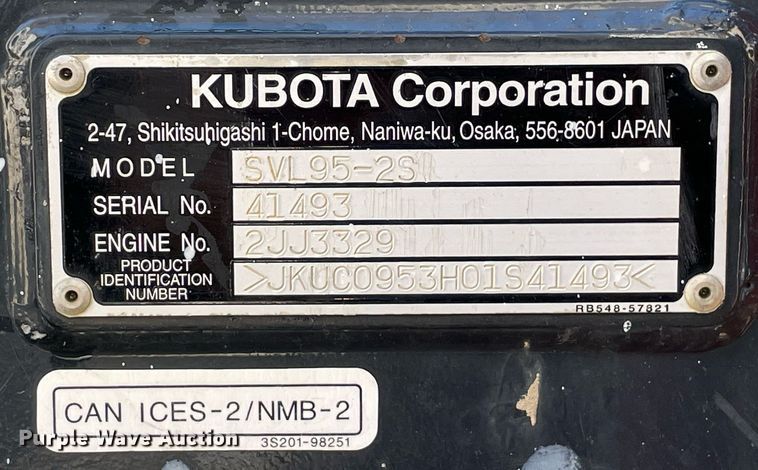 KUBOTA Corporation
2-47, Shikitsuhigashi 1-Chome, Naniwa-ku, Osaka, 556-8601 JAPAN
MODEL SVL95-2S
SERIAL No. 41493
ENGINE No. 2JJ3329
PRODUCT
IDENTIFICATION
NUMBER
>JKUC0953H01S41493<
RB548-57821
CAN ICES-2/NMB-2
3S201-98251
Purple Wave Auction